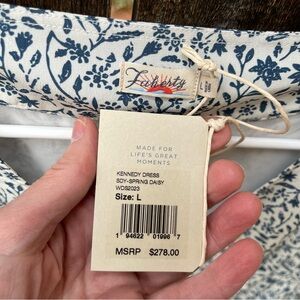 Faherty
L
MADE FOR
LIFE'S GREAT
MOMENTS
KENNEDY DRESS
SOY-SPRING DAISY
WDS2023
Size: L
1 94622 01996 7
MSRP $278.00